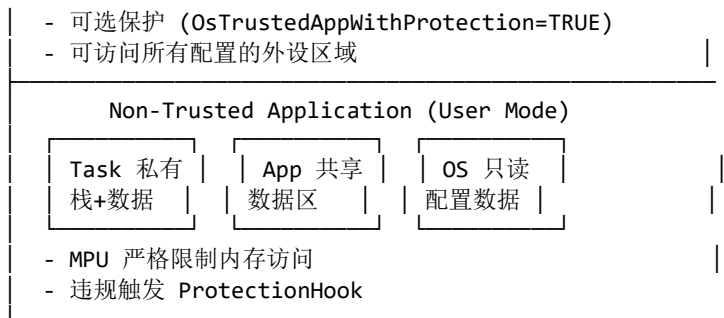 - 可选保护 (OsTrustedAppWithProtection=TRUE)
- 可访问所有配置的外设区域
Non-Trusted Application (User Mode)
Task 私有 App 共享 OS 只读
栈+数据 数据区 配置数据
- MPU 严格限制内存访问
- 违规触发 ProtectionHook